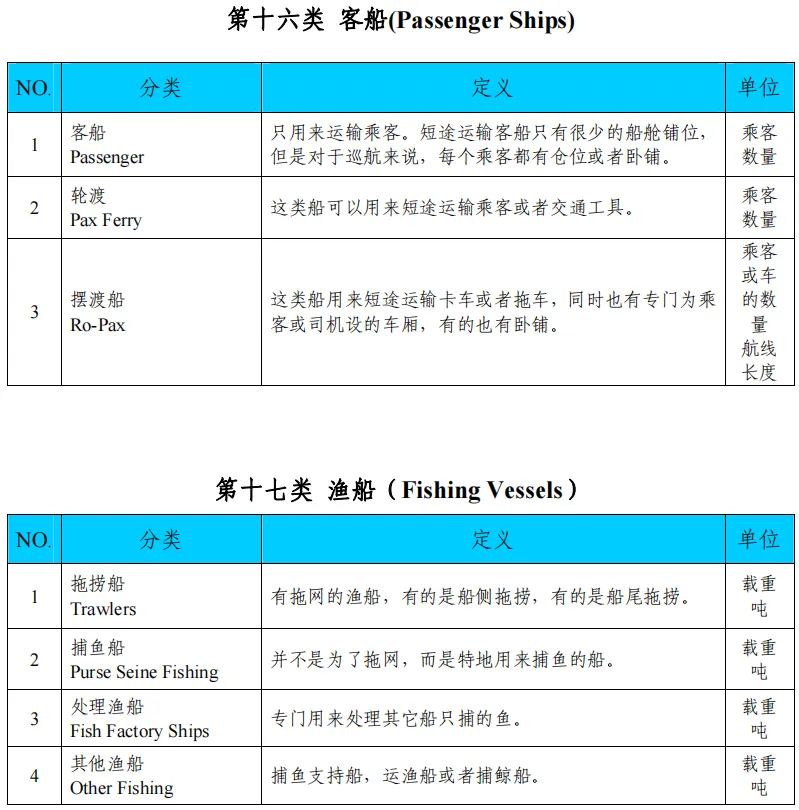 第十六类 客船(Passenger Ships)
NO. 分类 定义 单位
1 客船 Passenger 只用来运输乘客。短途运输客船只有很少的船舱铺位，但是对于巡航来说，每个乘客都有仓位或者卧铺。 乘客数量
2 轮渡 Pax Ferry 这类船可以用来短途运输乘客或者交通工具。 乘客数量
3 摆渡船 Ro-Pax 这类船用来短途运输卡车或者拖车，同时也有专门为乘客或司机设的车厢，有的也有卧铺。 乘客或车的数量 航线长度
第十七类 渔船（Fishing Vessels）
NO. 分类 定义 单位
1 拖捞船 Trawlers 有拖网的渔船，有的是船侧拖捞，有的是船尾拖捞。 载重吨
2 捕鱼船 Purse Seine Fishing 并不是为了拖网，而是特地用来捕鱼的船。 载重吨
3 处理渔船 Fish Factory Ships 专门用来处理其它船只捕的鱼。 载重吨
4 其他渔船 Other Fishing 捕鱼支持船，运渔船或者捕鲸船。 载重吨